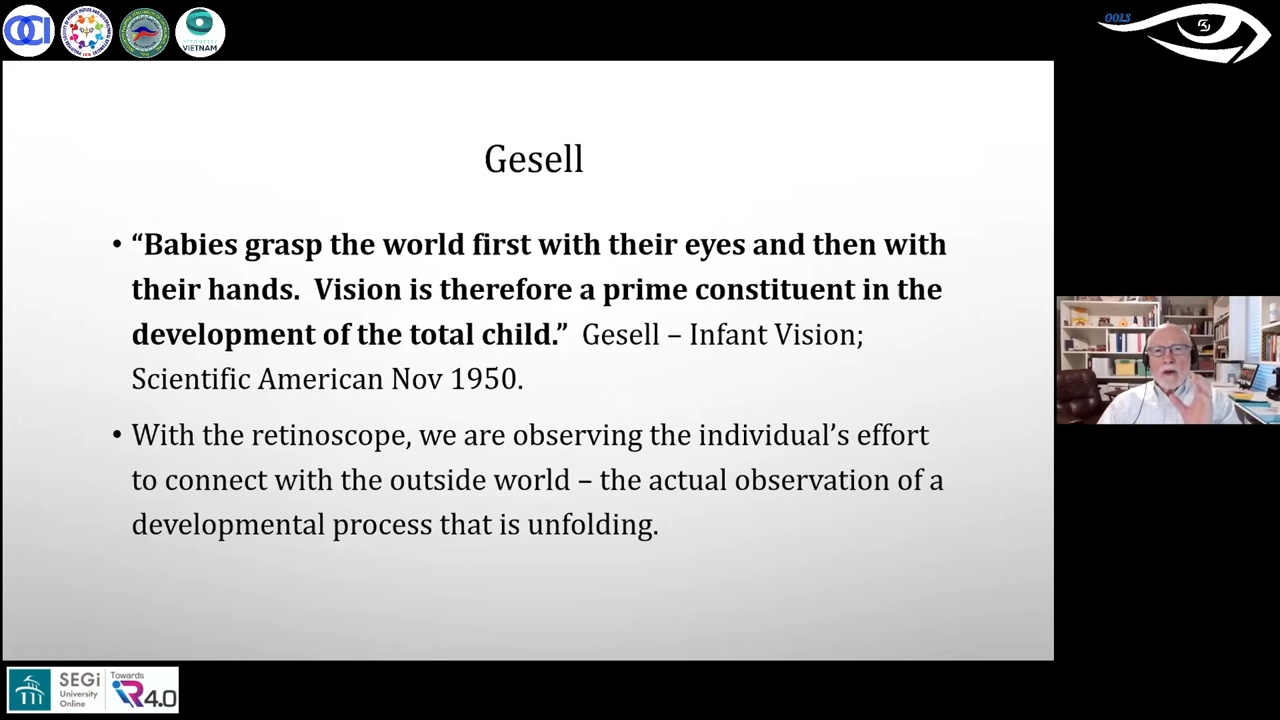 OCI
VIETNAM
OOLS
Gesell
• “Babies grasp the world first with their eyes and then with
their hands.  Vision is therefore a prime constituent in the
development of the total child.”  Gesell – Infant Vision;
Scientific American Nov 1950.
• With the retinoscope, we are observing the individual’s effort
to connect with the outside world – the actual observation of a
developmental process that is unfolding.
SEGi
University
Online
Towards
iR4.0